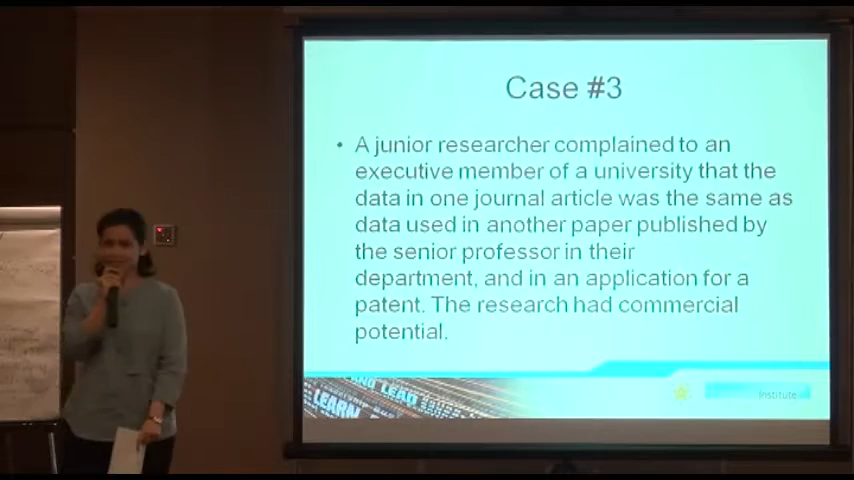 Case #3
• A junior researcher complained to an
executive member of a university that the
data in one journal article was the same as
data used in another paper published by
the senior professor in their
department, and in an application for a
patent. The research had commercial
potential.
LEARN
LEAD
Institute